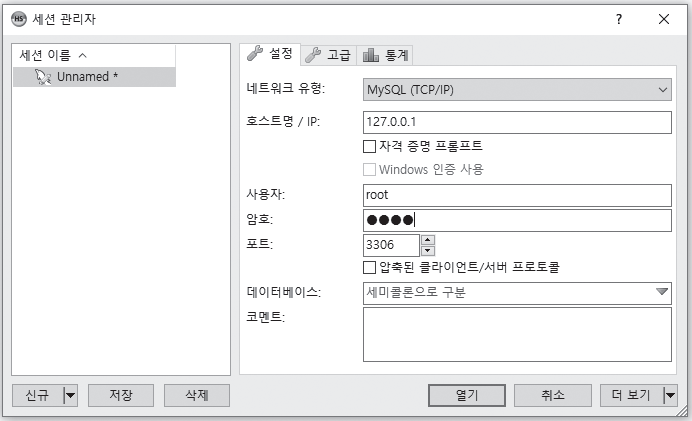 HS 세션 관리자 ?
세션 이름
Unnamed *
설정 고급 통계
네트워크 유형: MySQL (TCP/IP)
호스트명 / IP: 127.0.0.1
자격 증명 프롬프트
Windows 인증 사용
사용자: root
암호: ●●●●
포트: 3306
압축된 클라이언트/서버 프로토콜
데이터베이스: 세미콜론으로 구분
코멘트:
신규 저장 삭제 열기 취소 더 보기